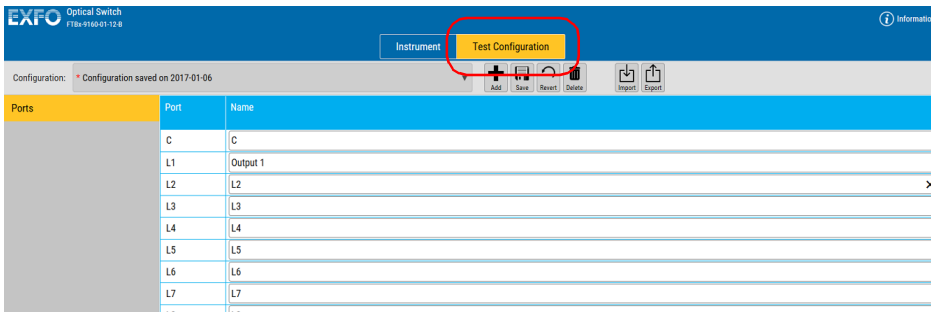 EXFO Optical Switch
FTBx-9160-01-12-B
Information
Instrument Test Configuration
Configuration: * Configuration saved on 2017-01-06
Add Save Revert Delete Import Export
Ports Port Name
C C
L1 Output 1
L2 L2
L3 L3
L4 L4
L5 L5
L6 L6
L7 L7